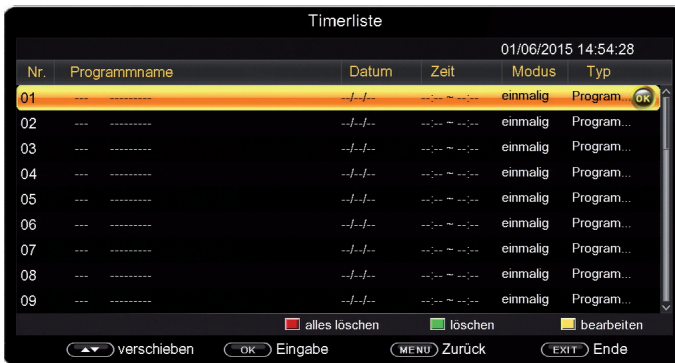 Timerliste
01/06/2015 14:54:28
Nr. Programmname Datum Zeit Modus Typ
01 --- --------- --/--/-- --:-- ~ --:-- einmalig Program... OK
02 --- --------- --/--/-- --:-- ~ --:-- einmalig Program...
03 --- --------- --/--/-- --:-- ~ --:-- einmalig Program...
04 --- --------- --/--/-- --:-- ~ --:-- einmalig Program...
05 --- --------- --/--/-- --:-- ~ --:-- einmalig Program...
06 --- --------- --/--/-- --:-- ~ --:-- einmalig Program...
07 --- --------- --/--/-- --:-- ~ --:-- einmalig Program...
08 --- --------- --/--/-- --:-- ~ --:-- einmalig Program...
09 --- --------- --/--/-- --:-- ~ --:-- einmalig Program...
alles löschen löschen bearbeiten
verschieben OK Eingabe MENU Zurück EXIT Ende